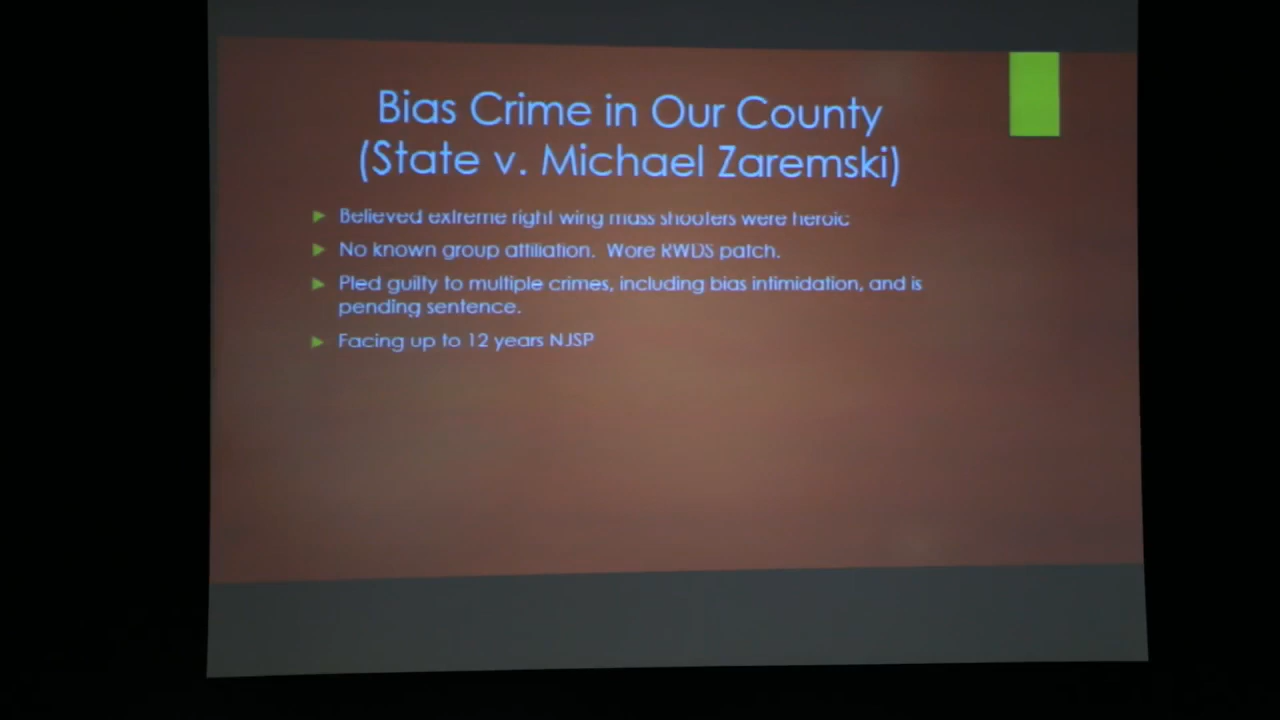 Bias Crime in Our County
(State v. Michael Zaremski)
Believed extreme right wing mass shooters were heroic
No known group affiliation. Wore RWDS patch.
Pled guilty to multiple crimes, including bias intimidation, and is
pending sentence.
Facing up to 12 years NJSP